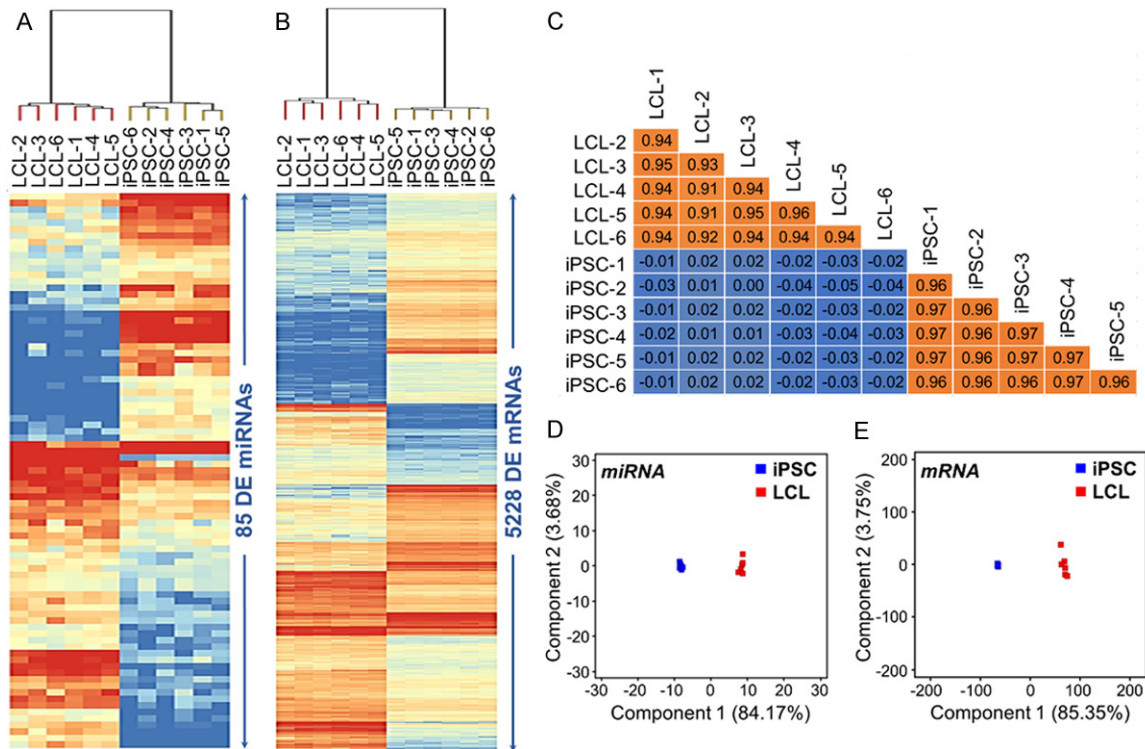 A
B
C
LCL-2
LCL-3
LCL-6
LCL-1
LCL-4
LCL-5
iPSC-6
iPSC-2
iPSC-4
iPSC-3
iPSC-1
iPSC-5
85 DE miRNAs
LCL-2
LCL-1
LCL-3
LCL-6
LCL-4
LCL-5
iPSC-5
iPSC-1
iPSC-3
iPSC-4
iPSC-2
iPSC-6
5228 DE mRNAs
LCL-1
LCL-2
LCL-3
LCL-4
LCL-5
LCL-6
iPSC-1
iPSC-2
iPSC-3
iPSC-4
iPSC-5
LCL-2 0.94
LCL-3 0.95 0.93
LCL-4 0.94 0.91 0.94
LCL-5 0.94 0.91 0.95 0.96
LCL-6 0.94 0.92 0.94 0.94 0.94
iPSC-1 -0.01 0.02 0.02 -0.02 -0.03 -0.02
iPSC-2 -0.03 0.01 0.00 -0.04 -0.05 -0.04 0.96
iPSC-3 -0.01 0.02 0.02 -0.02 -0.03 -0.02 0.97 0.96
iPSC-4 -0.02 0.01 0.01 -0.03 -0.04 -0.03 0.97 0.96 0.97
iPSC-5 -0.01 0.02 0.02 -0.02 -0.03 -0.02 0.97 0.96 0.97 0.97
iPSC-6 -0.01 0.02 0.02 -0.02 -0.03 -0.02 0.96 0.96 0.96 0.97 0.96
D
miRNA
iPSC
LCL
30
20
10
0
-10
-20
-30
Component 2 (3.68%)
-30 -20 -10 0 10 20 30
Component 1 (84.17%)
E
mRNA
iPSC
LCL
200
100
0
-100
-200
Component 2 (3.75%)
-200 -100 0 100 200
Component 1 (85.35%)